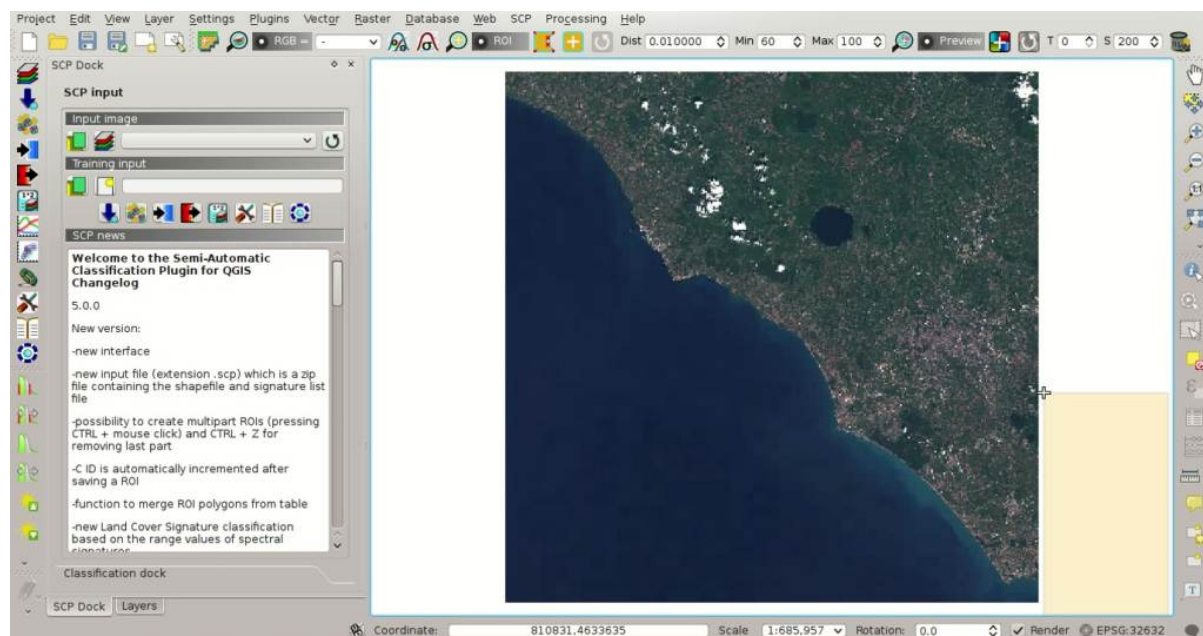 Project Edit View Layer Settings Plugins Vector Raster Database Web SCP Processing Help
RGB = - ROI Dist 0.010000 Min 60 Max 100 Preview T 0 S 200
SCP Dock
SCP input
Input image
Training input
SCP news
Welcome to the Semi-Automatic
Classification Plugin for QGIS
Changelog
5.0.0
New version:
-new interface
-new input file (extension .scp) which is a zip
file containing the shapefile and signature list
file
-possibility to create multipart ROIs (pressing
CTRL + mouse click) and CTRL + Z for
removing last part
-C ID is automatically incremented after
saving a ROI
-function to merge ROI polygons from table
-new Land Cover Signature classification
based on the range values of spectral
signatures
Classification dock
SCP Dock Layers
Coordinate: 810831,4633635 Scale 1:685,957 Rotation: 0.0 Render EPSG:32632